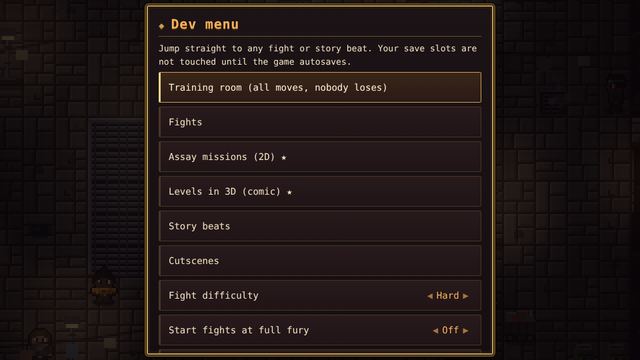 Dev menu
Jump straight to any fight or story beat. Your save slots are
not touched until the game autosaves.
Training room (all moves, nobody loses)
Fights
Assay missions (2D) ★
Levels in 3D (comic) ★
Story beats
Cutscenes
Fight difficulty ◀ Hard ▶
Start fights at full fury ◀ Off ▶